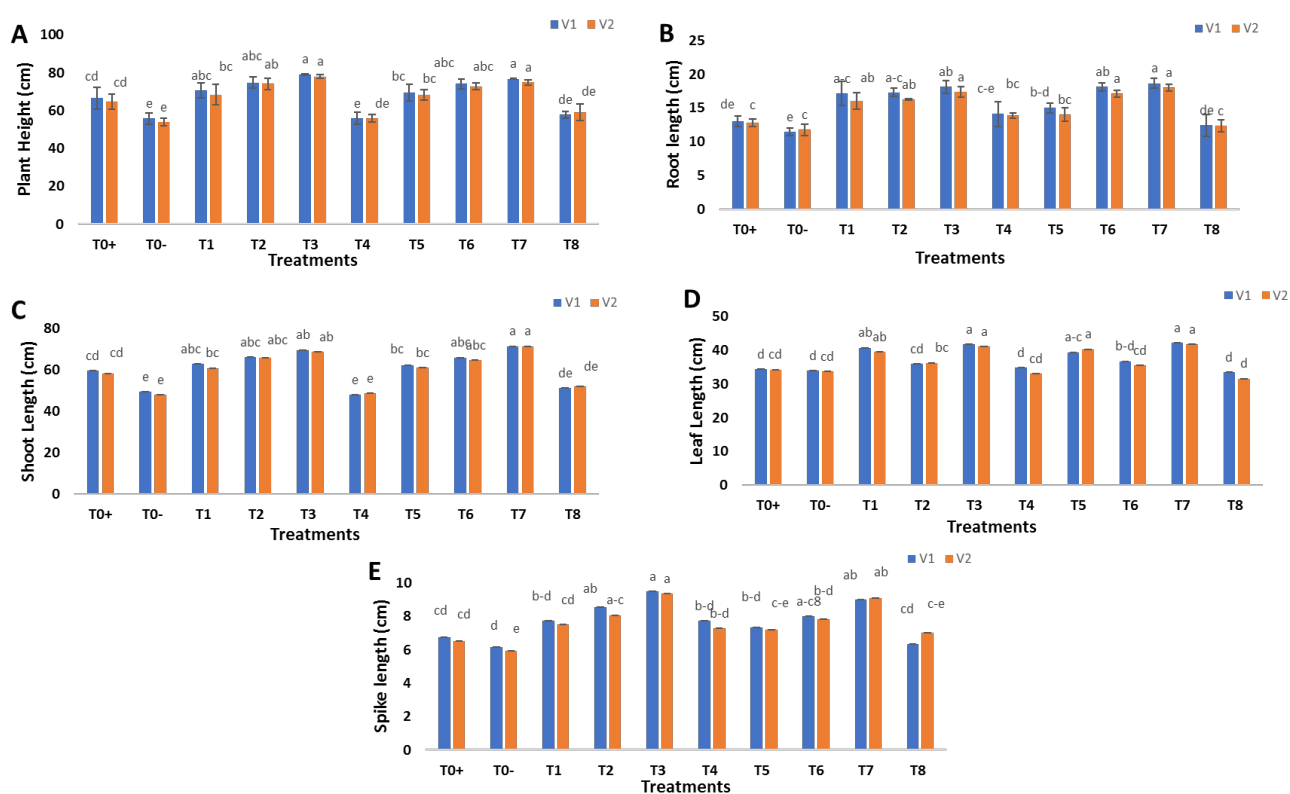 A
V1 V2
Plant Height (cm)
100
80
60
40
20
0
cd cd e e abc bc abc ab a a e de bc bc abc abc a a de de
T0+ T0- T1 T2 T3 T4 T5 T6 T7 T8
Treatments
B
V1 V2
Root length (cm)
25
20
15
10
5
0
de c e c a-c ab a-c ab ab a c-e bc b-d bc ab a a a de c
T0+ T0- T1 T2 T3 T4 T5 T6 T7 T8
Treatments
C
V1 V2
Shoot Length (cm)
80
60
40
20
0
cd cd e e abc bc abc abc ab ab e e bc bc abc abc a a de de
T0+ T0- T1 T2 T3 T4 T5 T6 T7 T8
Treatments
D
V1 V2
Leaf Length (cm)
50
40
30
20
10
0
d cd d cd ab ab cd bc a a d cd a-c a b-d cd a a d d
T0+ T0- T1 T2 T3 T4 T5 T6 T7 T8
Treatments
E
V1 V2
Spike length (cm)
10
8
6
4
2
0
cd cd d e b-d cd ab a-c a a b-d b-d b-d c-e a-c8 b-d ab ab cd c-e
T0+ T0- T1 T2 T3 T4 T5 T6 T7 T8
Treatments